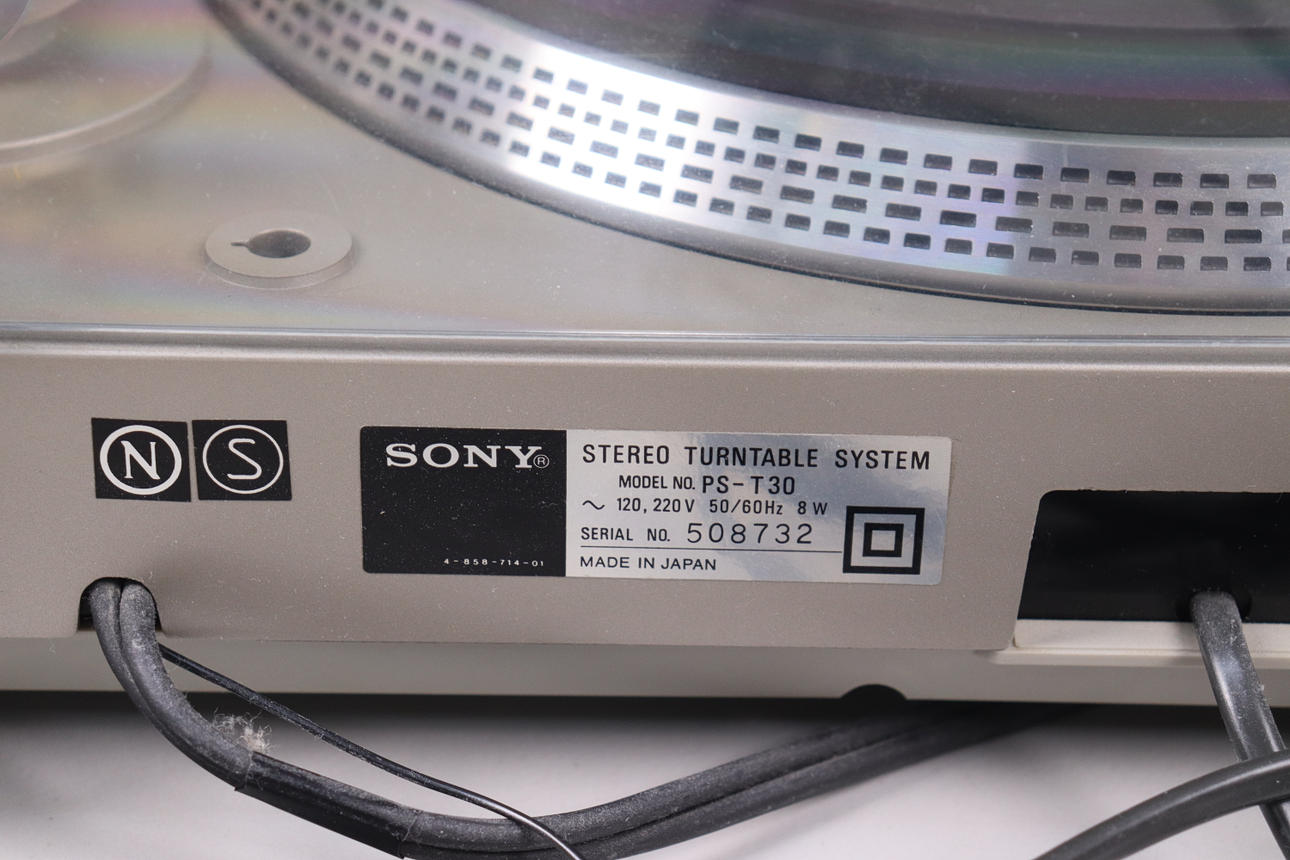 N S
SONY®
4-858-714-01
STEREO TURNTABLE SYSTEM
MODEL NO. PS-T30
～ 120, 220V 50/60Hz 8W
SERIAL NO. 508732
MADE IN JAPAN